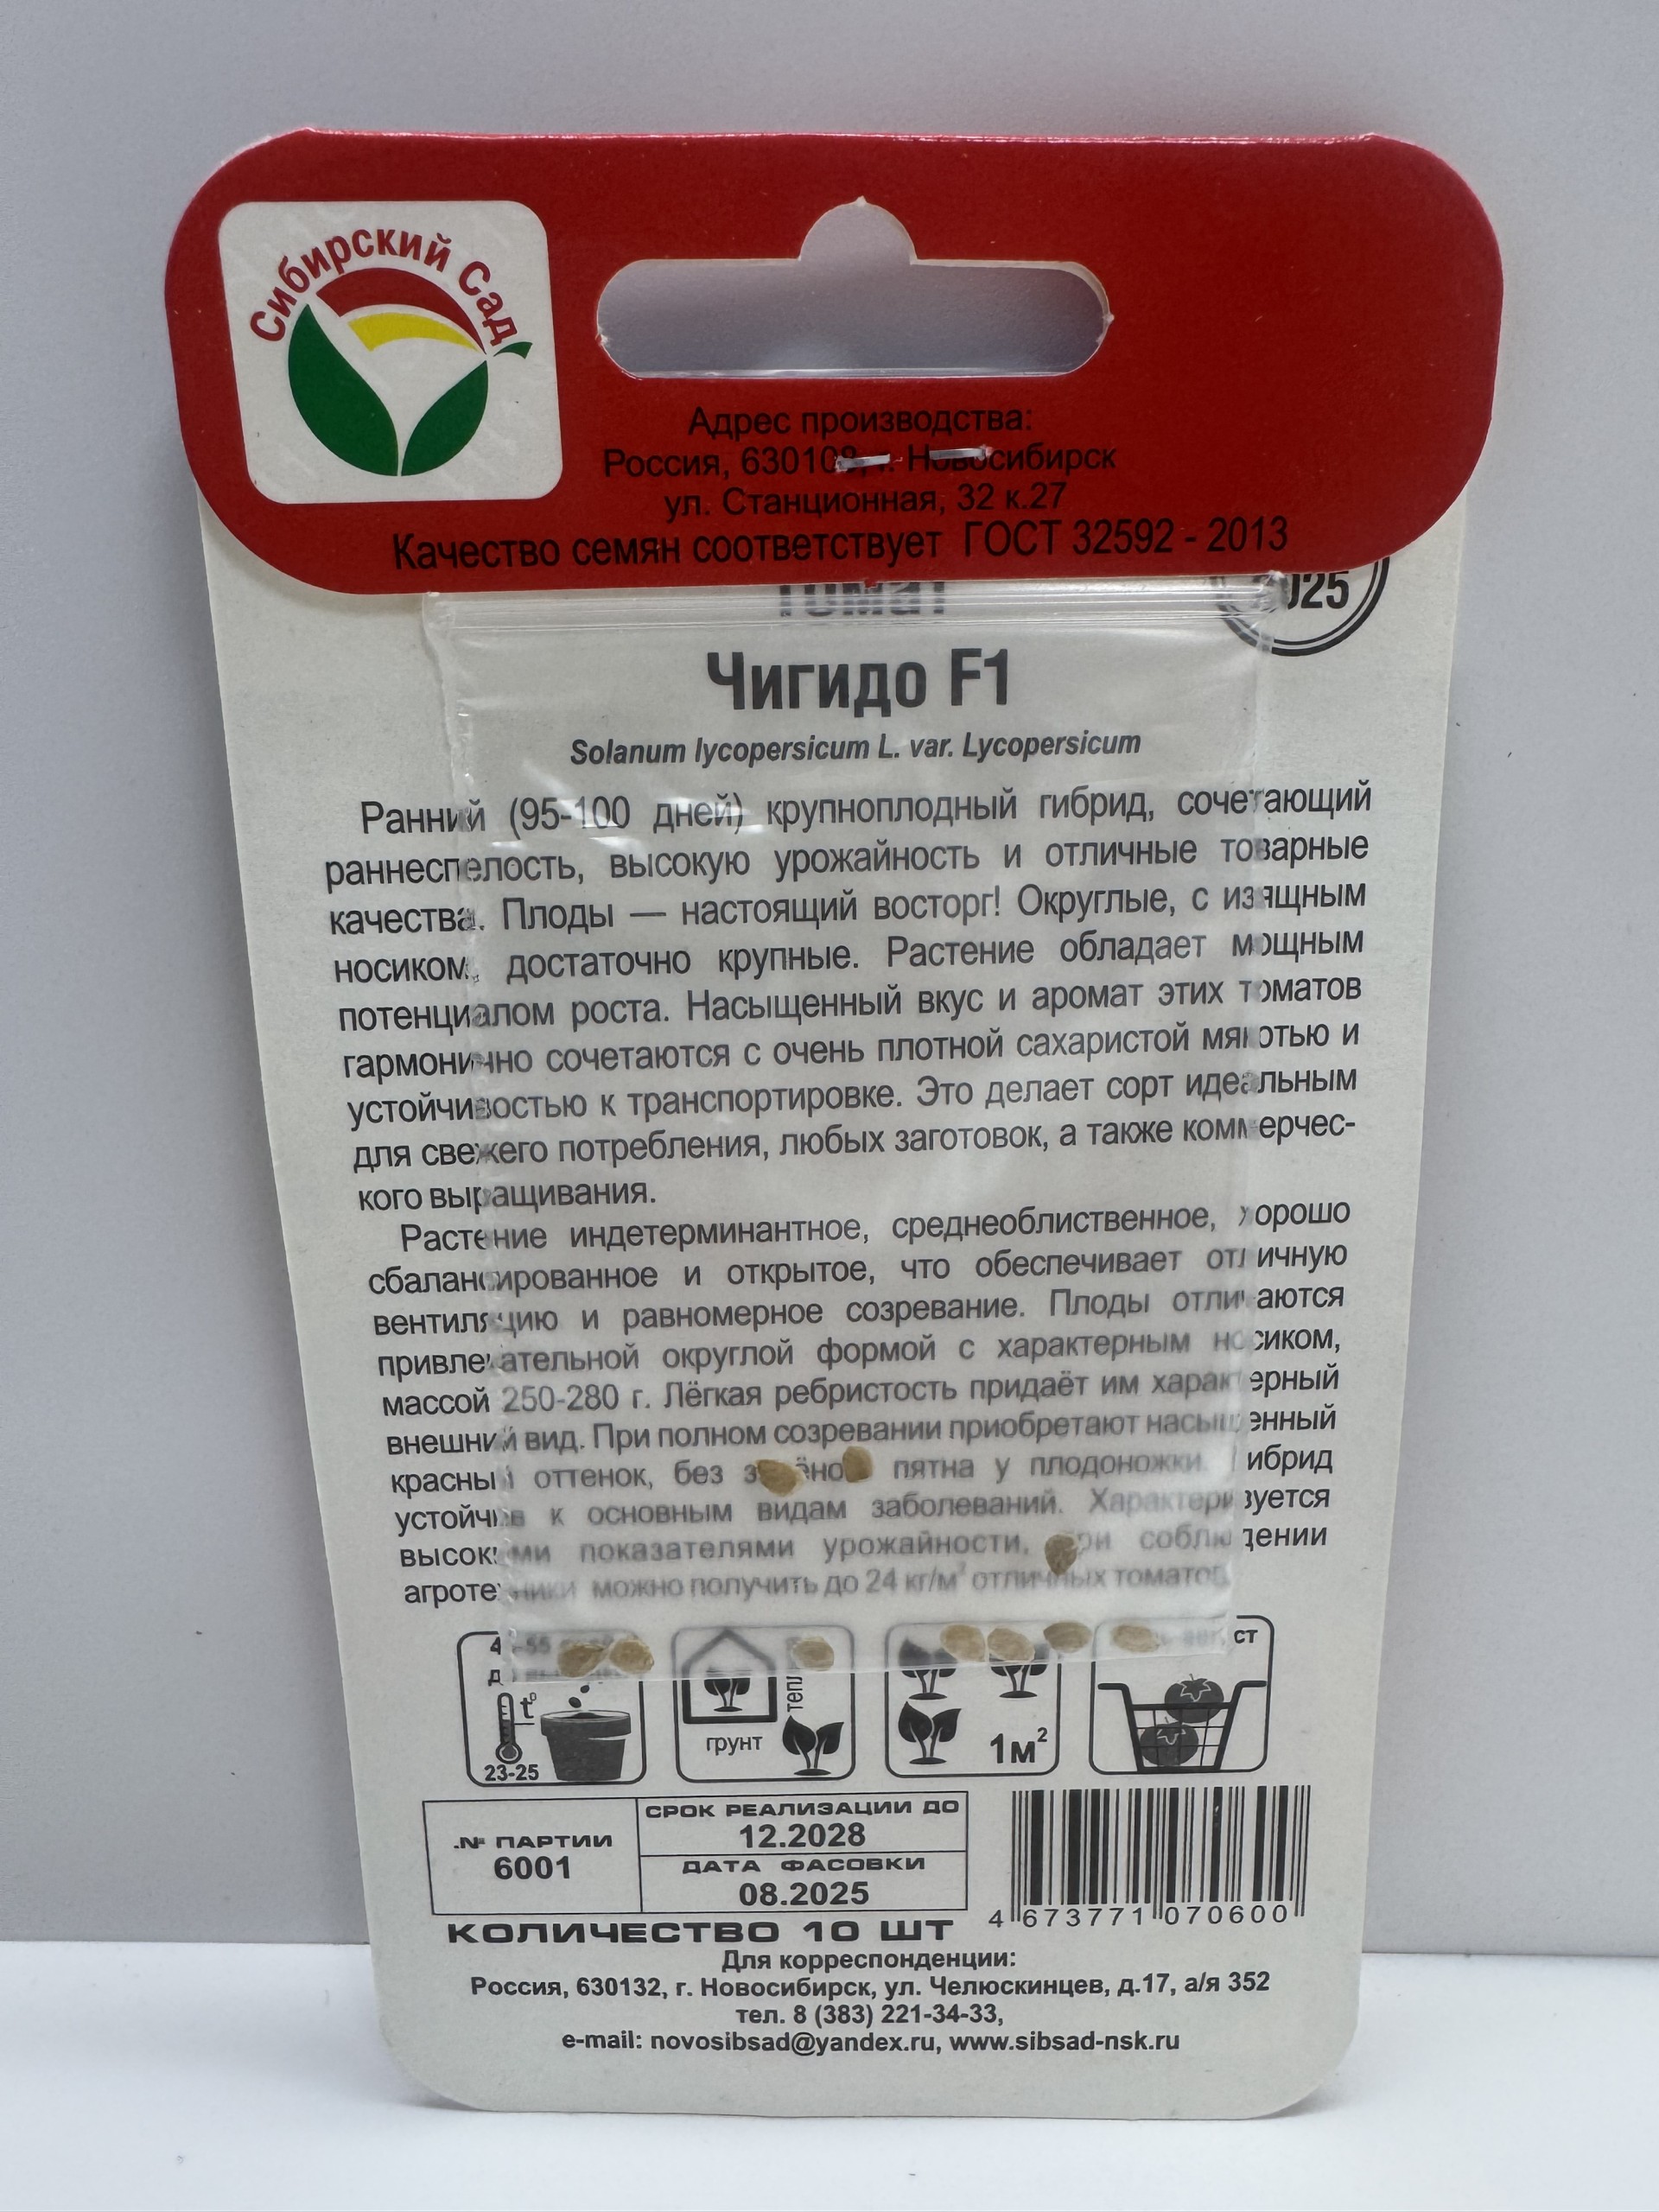 Сибирский Сад
Адрес производства:
Россия, 630108, г. Новосибирск
ул. Станционная, 32 к.27
Качество семян соответствует ГОСТ 32592 - 2013
томат
2025
Чигидо F1
Solanum lycopersicum L. var. Lycopersicum
Ранний (95-100 дней) крупноплодный гибрид, сочетающий
раннеспелость, высокую урожайность и отличные товарные
качества. Плоды — настоящий восторг! Округлые, с изящным
носиком, достаточно крупные. Растение обладает мощным
потенциалом роста. Насыщенный вкус и аромат этих томатов
гармонично сочетаются с очень плотной сахаристой мякотью и
устойчивостью к транспортировке. Это делает сорт идеальным
для свежего потребления, любых заготовок, а также коммерчес-
кого выращивания.
Растение индетерминантное, среднеоблиственное, хорошо
сбалансированное и открытое, что обеспечивает отличную
вентиляцию и равномерное созревание. Плоды отличаются
привлекательной округлой формой с характерным носиком,
массой 250-280 г. Лёгкая ребристость придаёт им характерный
внешний вид. При полном созревании приобретают насыщенный
красный оттенок, без зелёного пятна у плодоножки. Гибрид
устойчив к основным видам заболеваний. Характеризуется
высокими показателями урожайности, при соблюдении
агротехники можно получить до 24 кг/м² отличных томатов.
t°
23-25
грунт
1м²
№ ПАРТИИ
6001
СРОК РЕАЛИЗАЦИИ ДО
12.2028
ДАТА ФАСОВКИ
08.2025
4 673771 070600
КОЛИЧЕСТВО 10 ШТ
Для корреспонденции:
Россия, 630132, г. Новосибирск, ул. Челюскинцев, д.17, а/я 352
тел. 8 (383) 221-34-33,
e-mail: novosibsad@yandex.ru, www.sibsad-nsk.ru